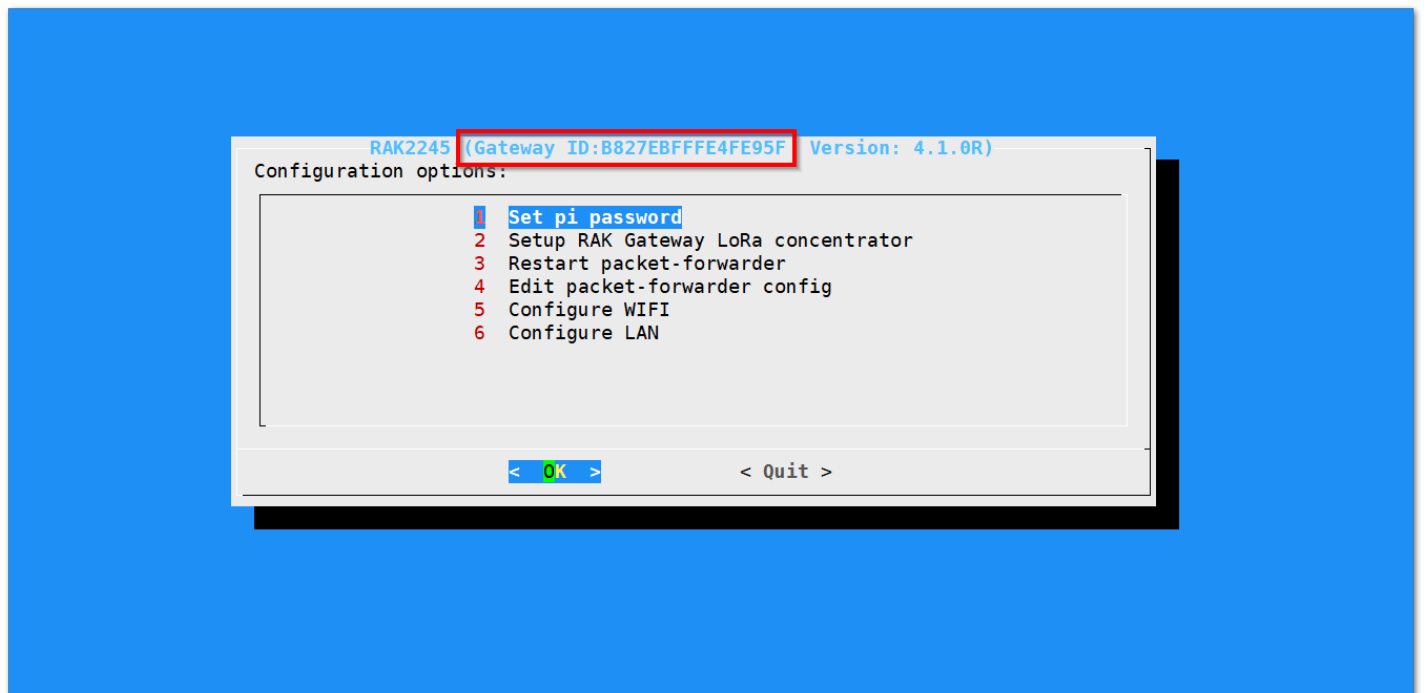 RAK2245 (Gateway ID:B827EBFFFE4FE95F Version: 4.1.0R)
Configuration options:
1 Set pi password
2 Setup RAK Gateway LoRa concentrator
3 Restart packet-forwarder
4 Edit packet-forwarder config
5 Configure WIFI
6 Configure LAN
< OK > < Quit >